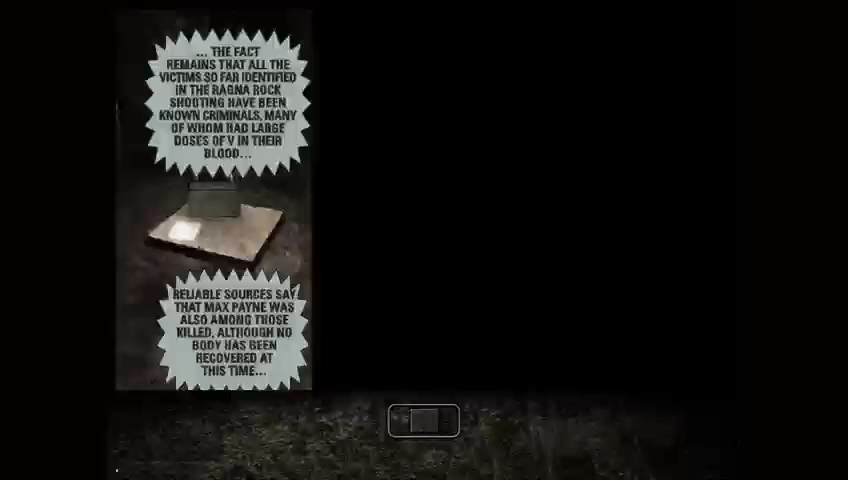 ... THE FACT
REMAINS THAT ALL THE
VICTIMS SO FAR IDENTIFIED
IN THE RAGNA ROCK
SHOOTING HAVE BEEN
KNOWN CRIMINALS, MANY
OF WHOM HAD LARGE
DOSES OF V IN THEIR
BLOOD...
RELIABLE SOURCES SAY
THAT MAX PAYNE WAS
ALSO AMONG THOSE
KILLED, ALTHOUGH NO
BODY HAS BEEN
RECOVERED AT
THIS TIME...